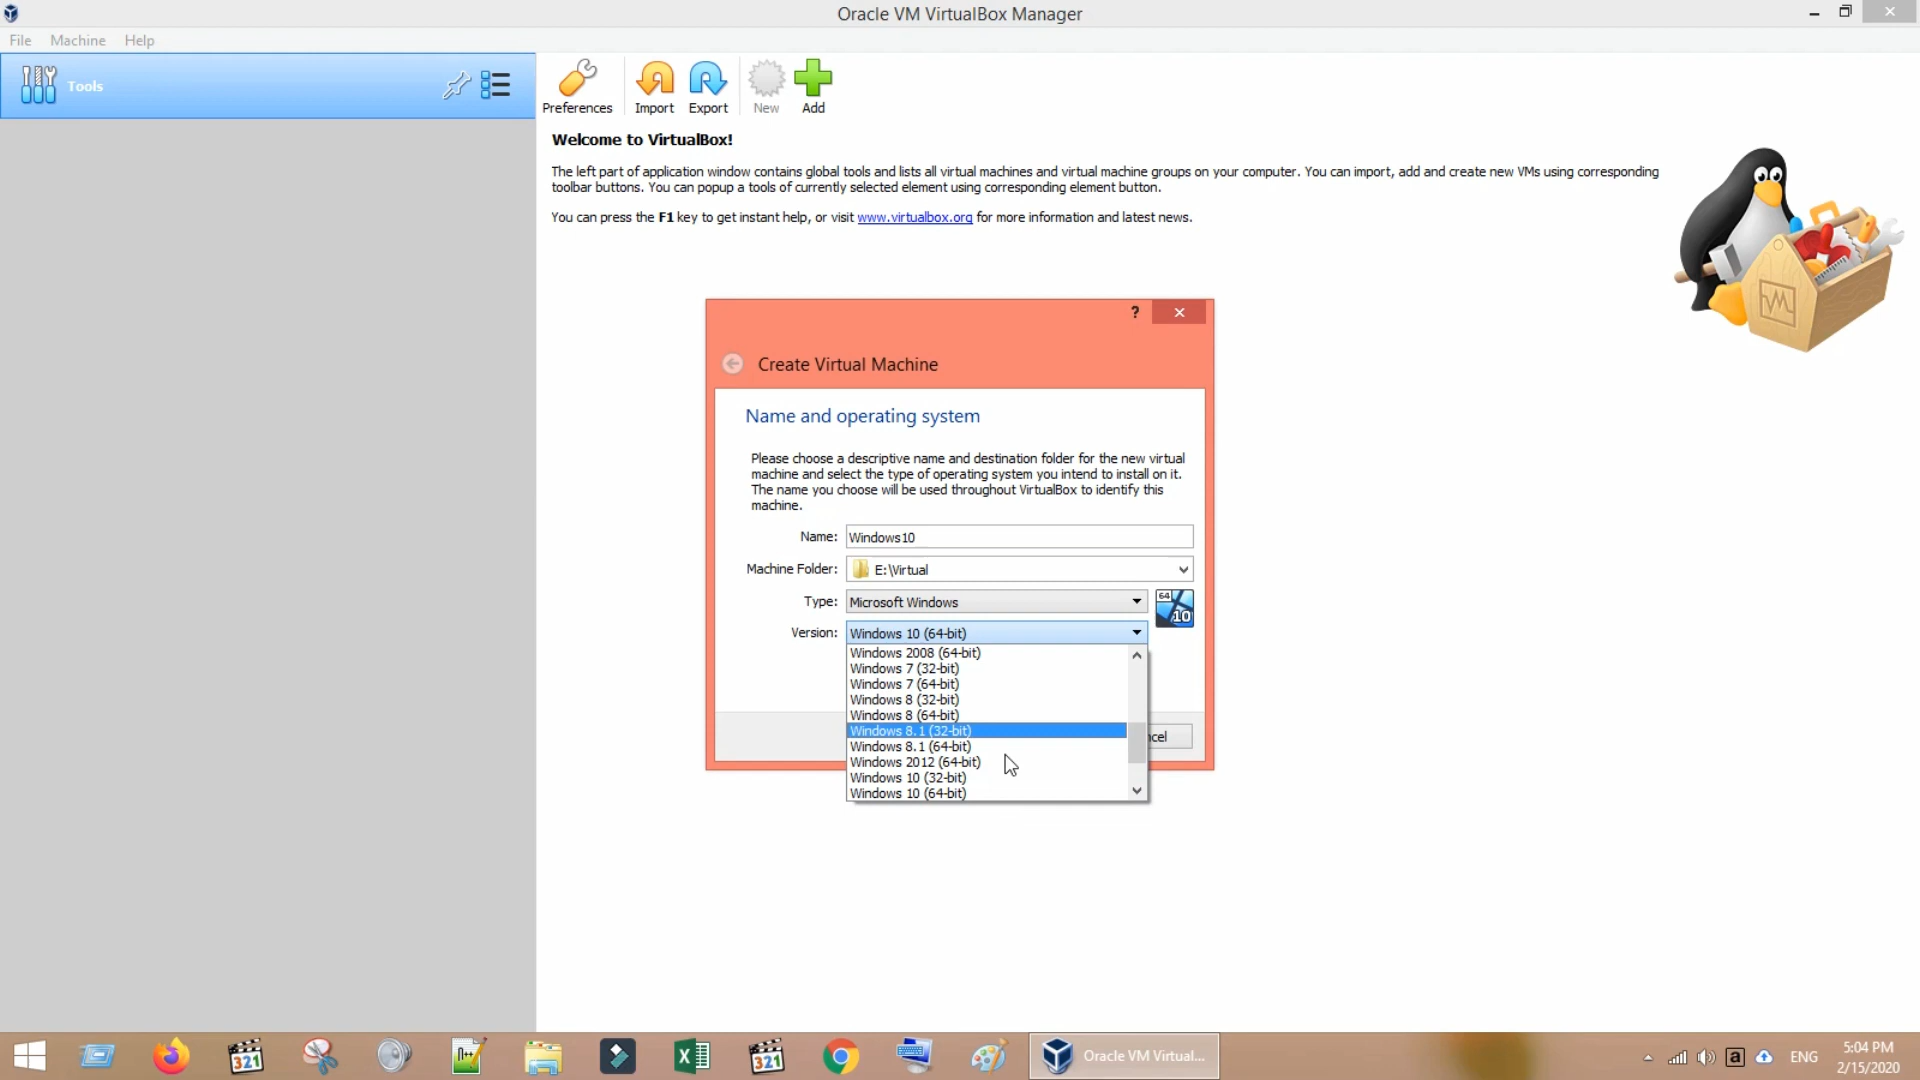 Oracle VM VirtualBox Manager
File Machine Help
Tools
Preferences Import Export New Add
Welcome to VirtualBox!
The left part of application window contains global tools and lists all virtual machines and virtual machine groups on your computer. You can import, add and create new VMs using corresponding
toolbar buttons. You can popup a tools of currently selected element using corresponding element button.
You can press the F1 key to get instant help, or visit www.virtualbox.org for more information and latest news.
?
Create Virtual Machine
Name and operating system
Please choose a descriptive name and destination folder for the new virtual
machine and select the type of operating system you intend to install on it.
The name you choose will be used throughout VirtualBox to identify this
machine.
Name: Windows10
Machine Folder: E:\Virtual
Type: Microsoft Windows
64
10
Version: Windows 10 (64-bit)
Windows 2008 (64-bit)
Windows 7 (32-bit)
Windows 7 (64-bit)
Windows 8 (32-bit)
Windows 8 (64-bit)
Windows 8.1 (32-bit)
ncel
Windows 8.1 (64-bit)
Windows 2012 (64-bit)
Windows 10 (32-bit)
Windows 10 (64-bit)
321
n++
321
Oracle VM Virtual...
a
ENG
5:04 PM
2/15/2020